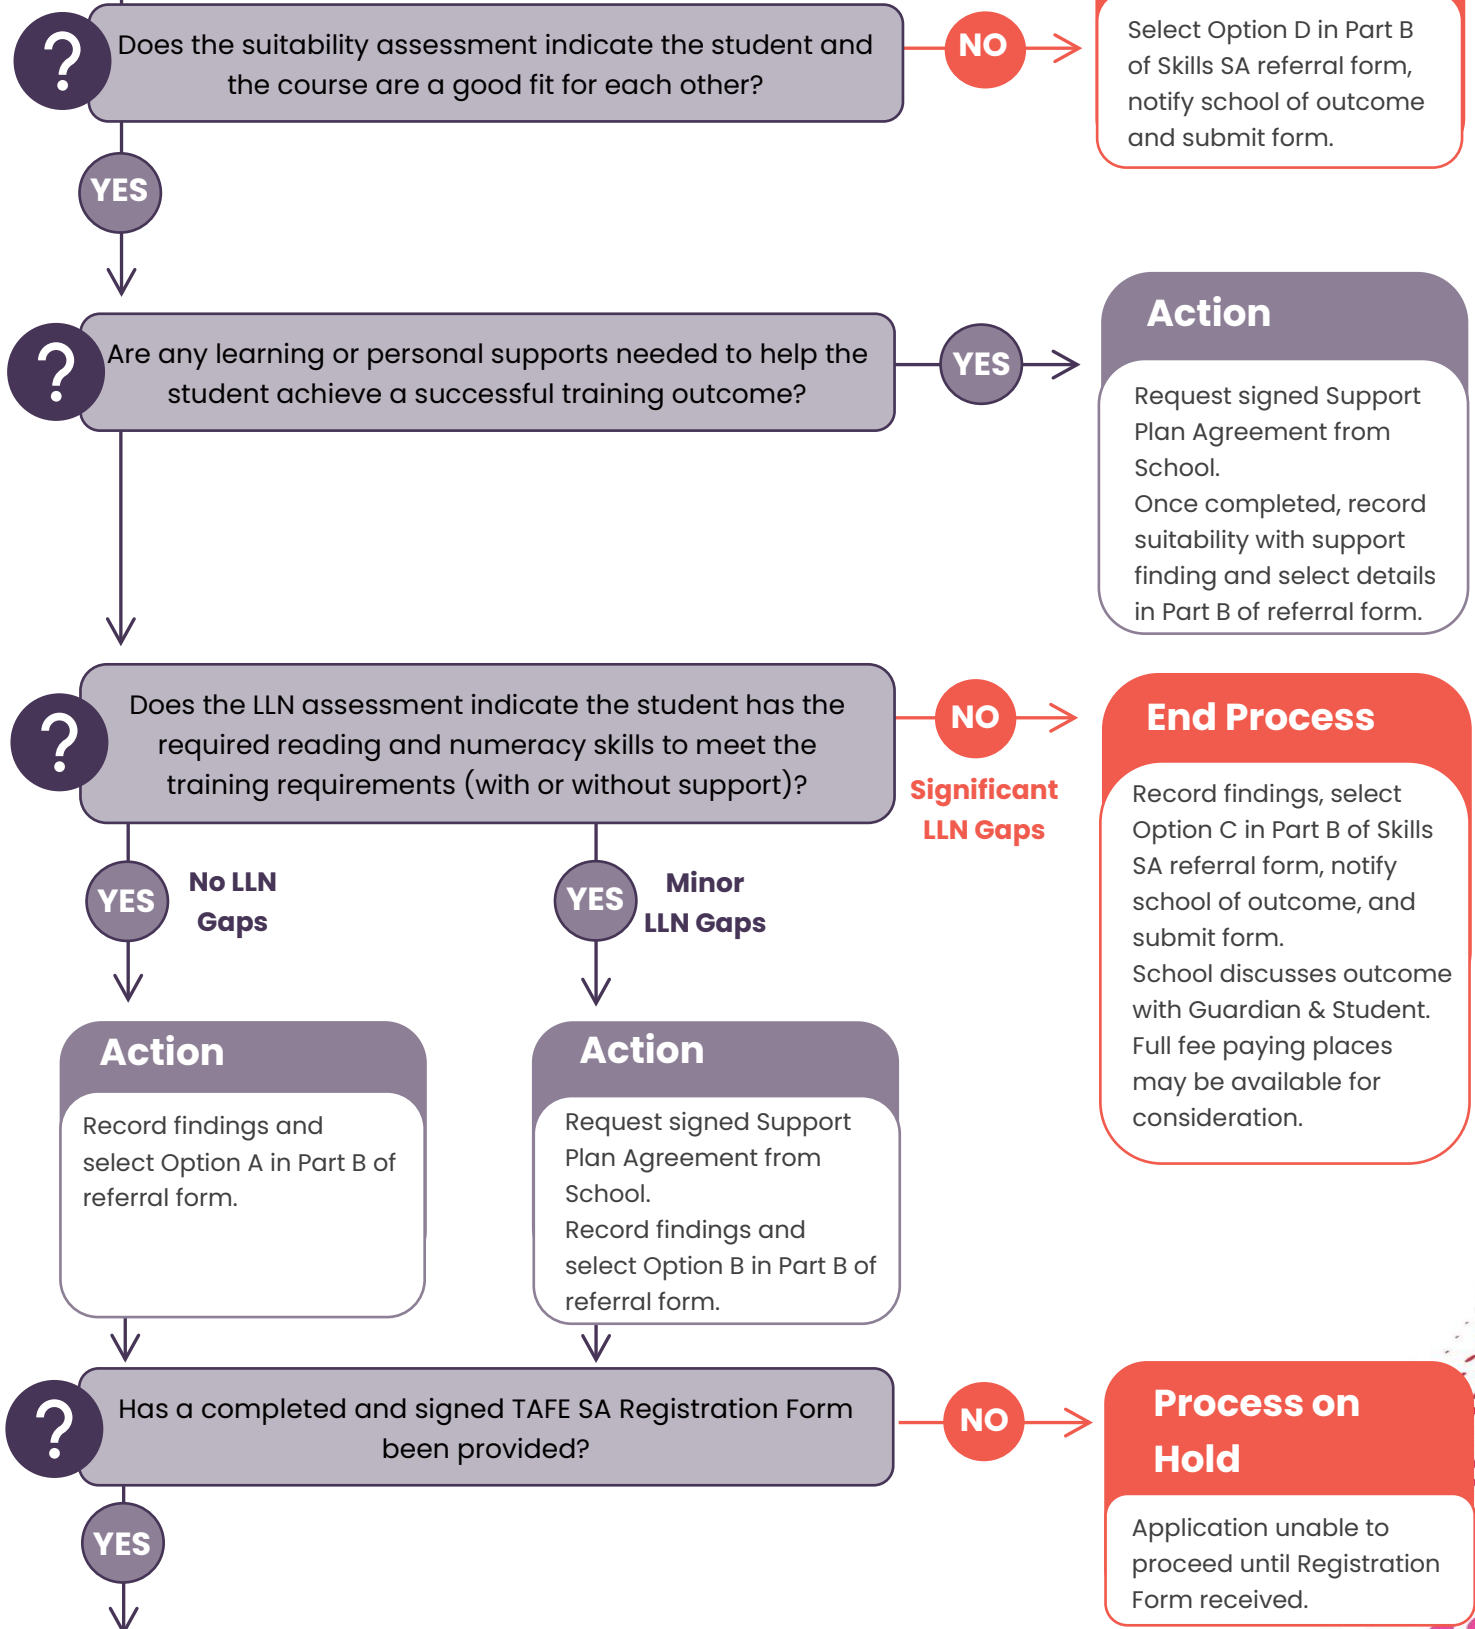 ?
Does the suitability assessment indicate the student and
the course are a good fit for each other?
NO
Select Option D in Part B
of Skills SA referral form,
notify school of outcome
and submit form.
YES
?
Are any learning or personal supports needed to help the
student achieve a successful training outcome?
YES
Action
Request signed Support
Plan Agreement from
School.
Once completed, record
suitability with support
finding and select details
in Part B of referral form.
?
Does the LLN assessment indicate the student has the
required reading and numeracy skills to meet the
training requirements (with or without support)?
NO
Significant
LLN Gaps
End Process
Record findings, select
Option C in Part B of Skills
SA referral form, notify
school of outcome, and
submit form.
School discusses outcome
with Guardian & Student.
Full fee paying places
may be available for
consideration.
YES
No LLN
Gaps
YES
Minor
LLN Gaps
Action
Record findings and
select Option A in Part B of
referral form.
Action
Request signed Support
Plan Agreement from
School.
Record findings and
select Option B in Part B of
referral form.
?
Has a completed and signed TAFE SA Registration Form
been provided?
NO
Process on
Hold
Application unable to
proceed until Registration
Form received.
YES